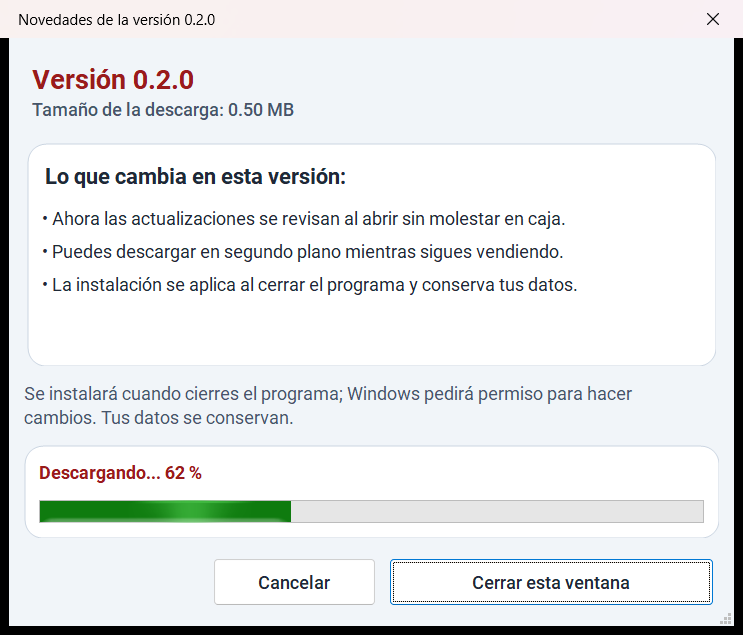 Novedades de la versión 0.2.0
Versión 0.2.0
Tamaño de la descarga: 0.50 MB
Lo que cambia en esta versión:
• Ahora las actualizaciones se revisan al abrir sin molestar en caja.
• Puedes descargar en segundo plano mientras sigues vendiendo.
• La instalación se aplica al cerrar el programa y conserva tus datos.
Se instalará cuando cierres el programa; Windows pedirá permiso para hacer
cambios. Tus datos se conservan.
Descargando... 62 %
Cancelar
Cerrar esta ventana